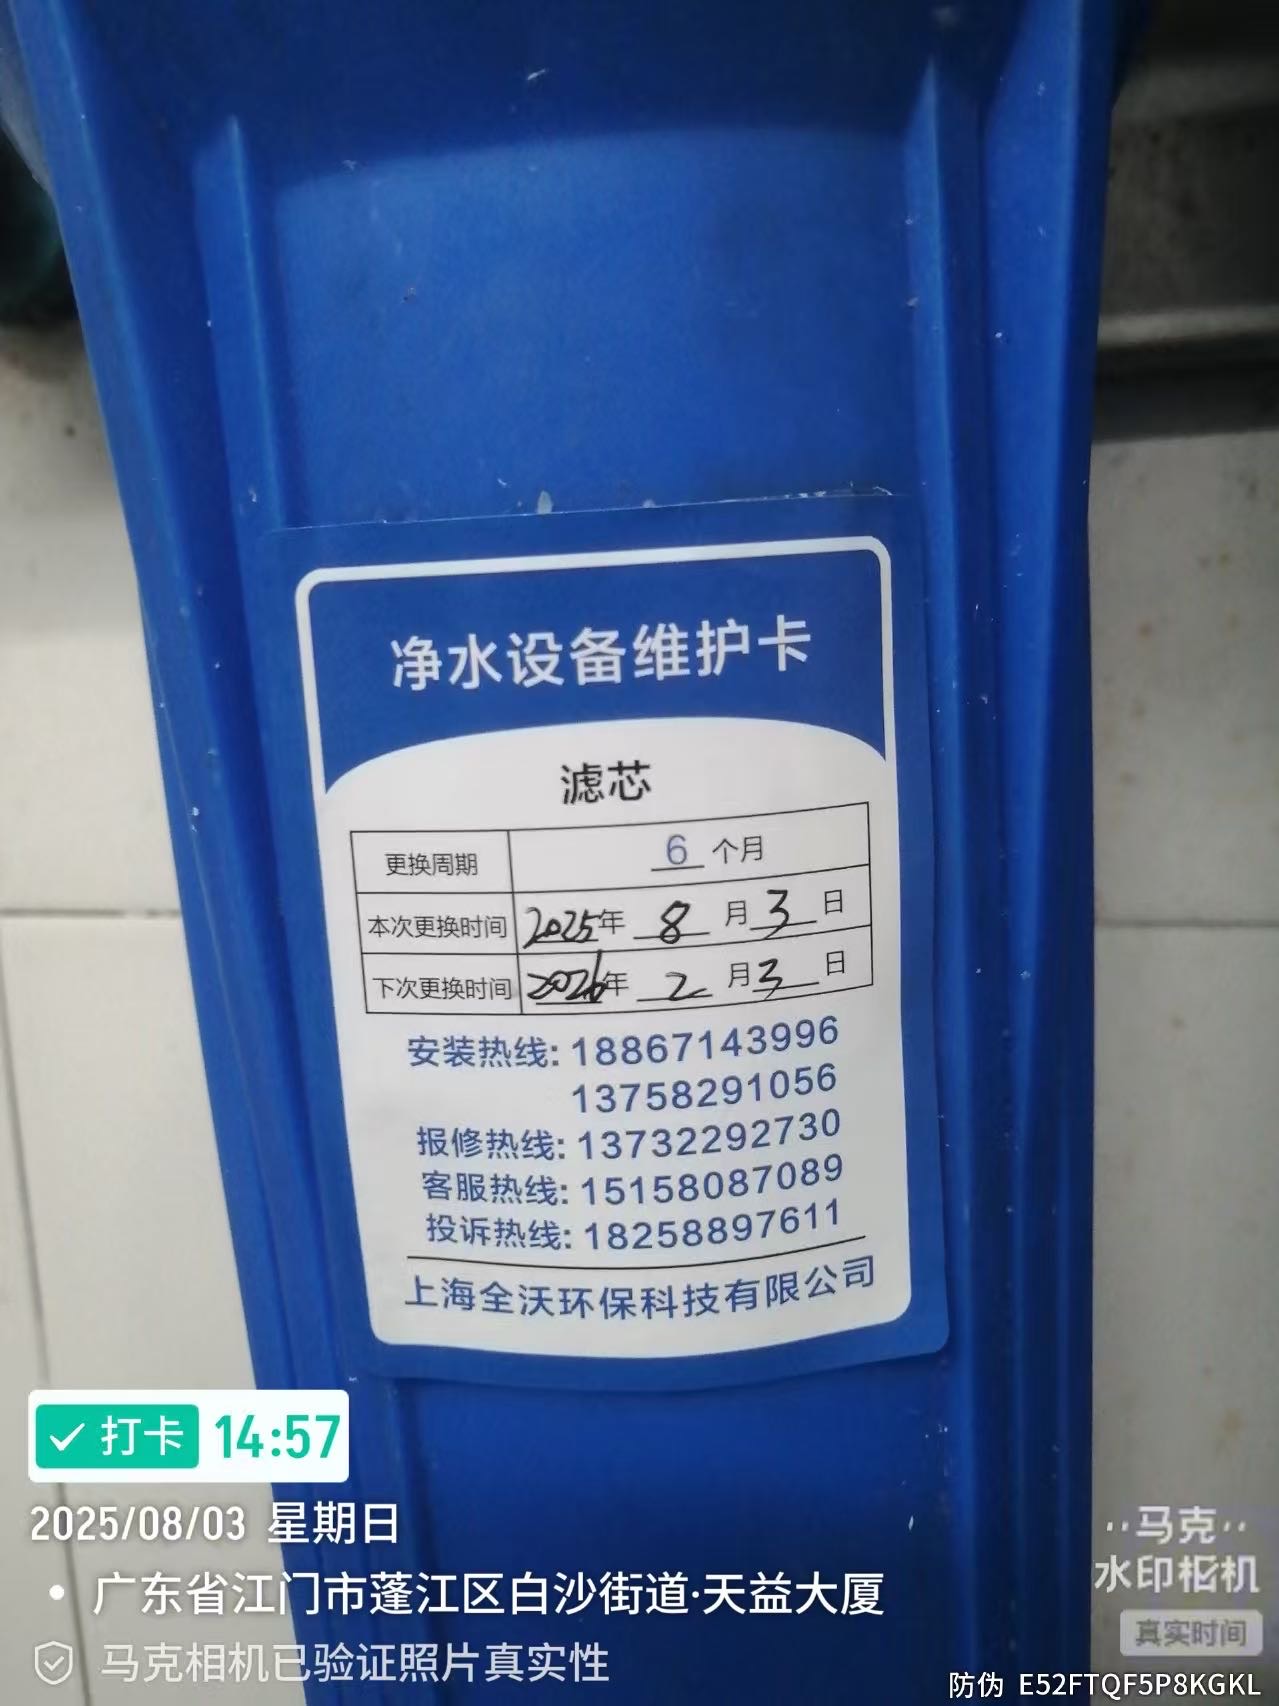 净水设备维护卡
滤芯
更换周期 6 个月
本次更换时间 2025年 8 月 3 日
下次更换时间 2026年 2 月 3 日
安装热线: 18867143996
13758291056
报修热线: 13732292730
客服热线: 15158087089
投诉热线: 18258897611
上海全沃环保科技有限公司
打卡 14:57
2025/08/03 星期日
广东省江门市蓬江区白沙街道·天益大厦
马克相机已验证照片真实性
马克
水印相机
真实时间
防伪 E52FTQF5P8KGKL